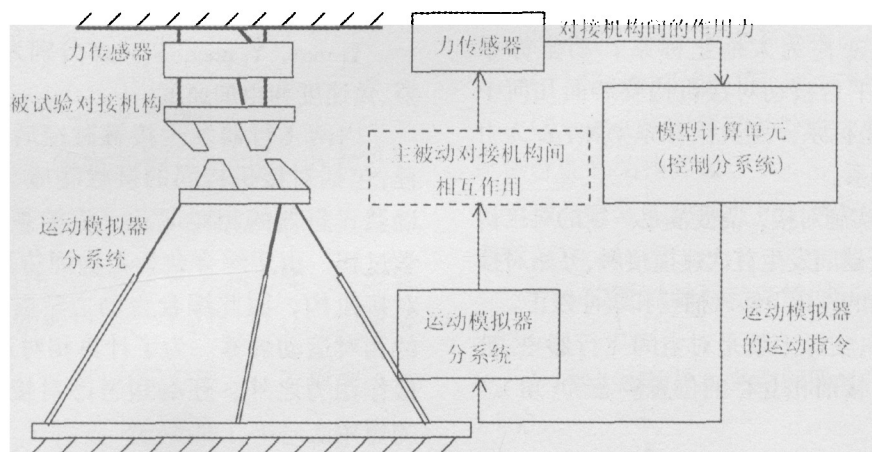 力传感器
被试验对接机构
运动模拟器
分系统
力传感器
对接机构间的作用力
模型计算单元
(控制分系统)
主被动对接机构间
相互作用
运动模拟器
分系统
运动模拟器
的运动指令